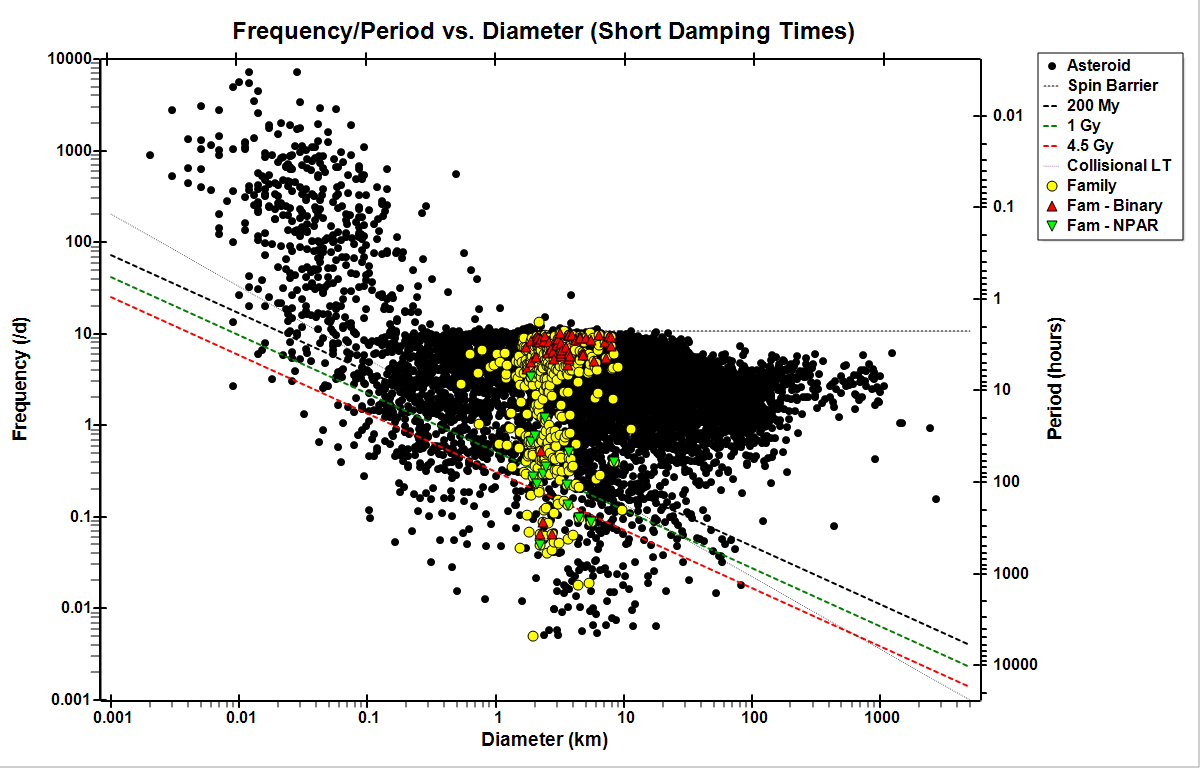 Frequency/Period vs. Diameter (Short Damping Times)
Asteroid
Spin Barrier
200 My
1 Gy
4.5 Gy
Collisional LT
Family
Fam - Binary
Fam - NPAR
Frequency (/d)
10000
1000
100
10
1
0.1
0.01
0.001
Period (hours)
0.01
0.1
1
10
100
1000
10000
0.001
0.01
0.1
1
10
100
1000
Diameter (km)